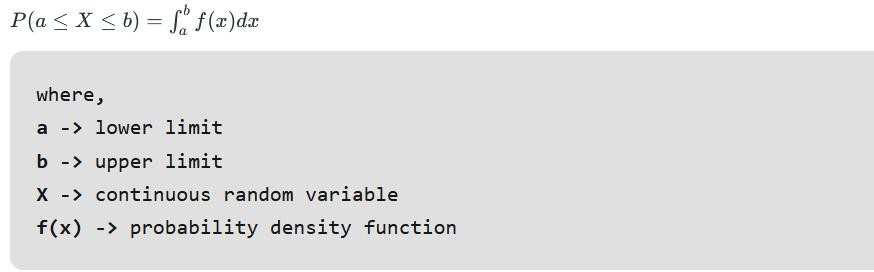 P(a ≤ X ≤ b) = ∫ₐᵇ f(x)dx
where,
a -> lower limit
b -> upper limit
X -> continuous random variable
f(x) -> probability density function